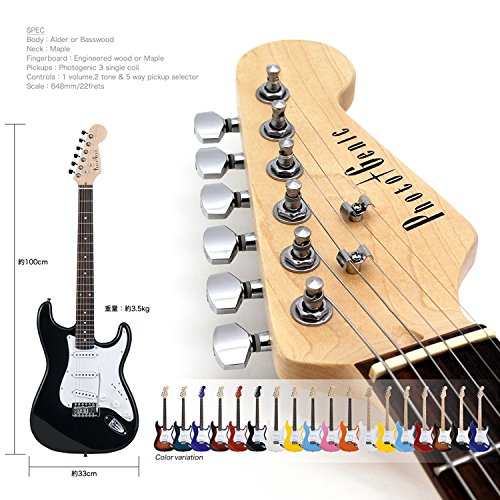 SPEC
Body : Alder or Basswood
Neck : Maple
Fingerboard : Engineered wood or Maple
Pickups : Photogenic 3 single coil
Controls : 1 volume,2 tone & 5 way pickup selector
Scale : 648mm/22frets
PhotoGenic
約100cm
重量：約3.5kg
約33cm
Color variation